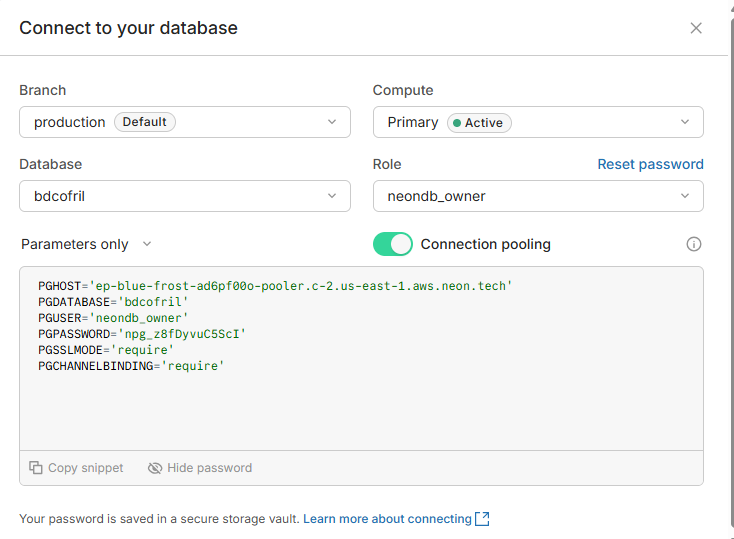 Connect to your database
Branch
Compute
production Default
Primary Active
Database
Role
Reset password
bdcofril
neondb_owner
Parameters only
Connection pooling
PGHOST='ep-blue-frost-ad6pf00o-pooler.c-2.us-east-1.aws.neon.tech'
PGDATABASE='bdcofril'
PGUSER='neondb_owner'
PGPASSWORD='npg_z8fDyvuC5ScI'
PGSSLMODE='require'
PGCHANNELBINDING='require'
Copy snippet
Hide password
Your password is saved in a secure storage vault. Learn more about connecting